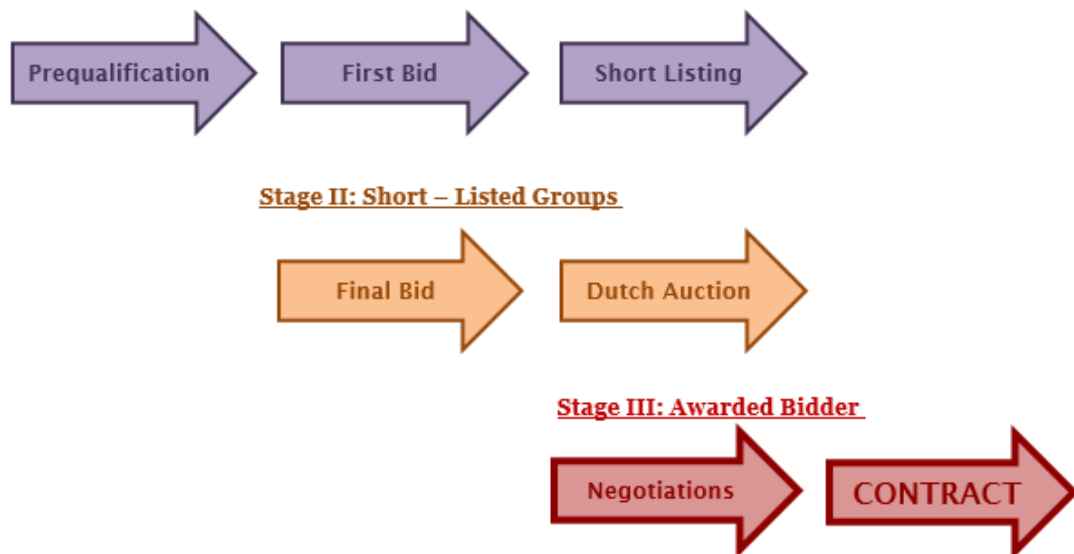 Prequalification
First Bid
Short Listing
Stage II: Short – Listed Groups
Final Bid
Dutch Auction
Stage III: Awarded Bidder
Negotiations
CONTRACT